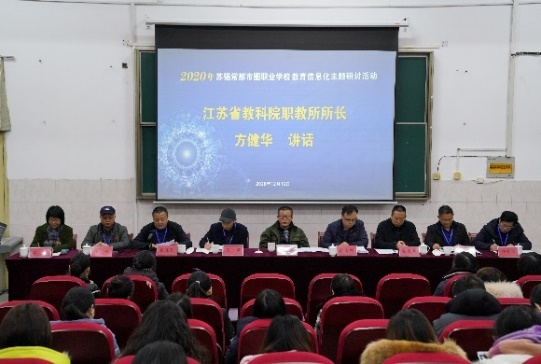 2020年苏锡常都市圈职业学校教育信息化主题研讨活动
江苏省教科院职教所所长
方健华 讲话